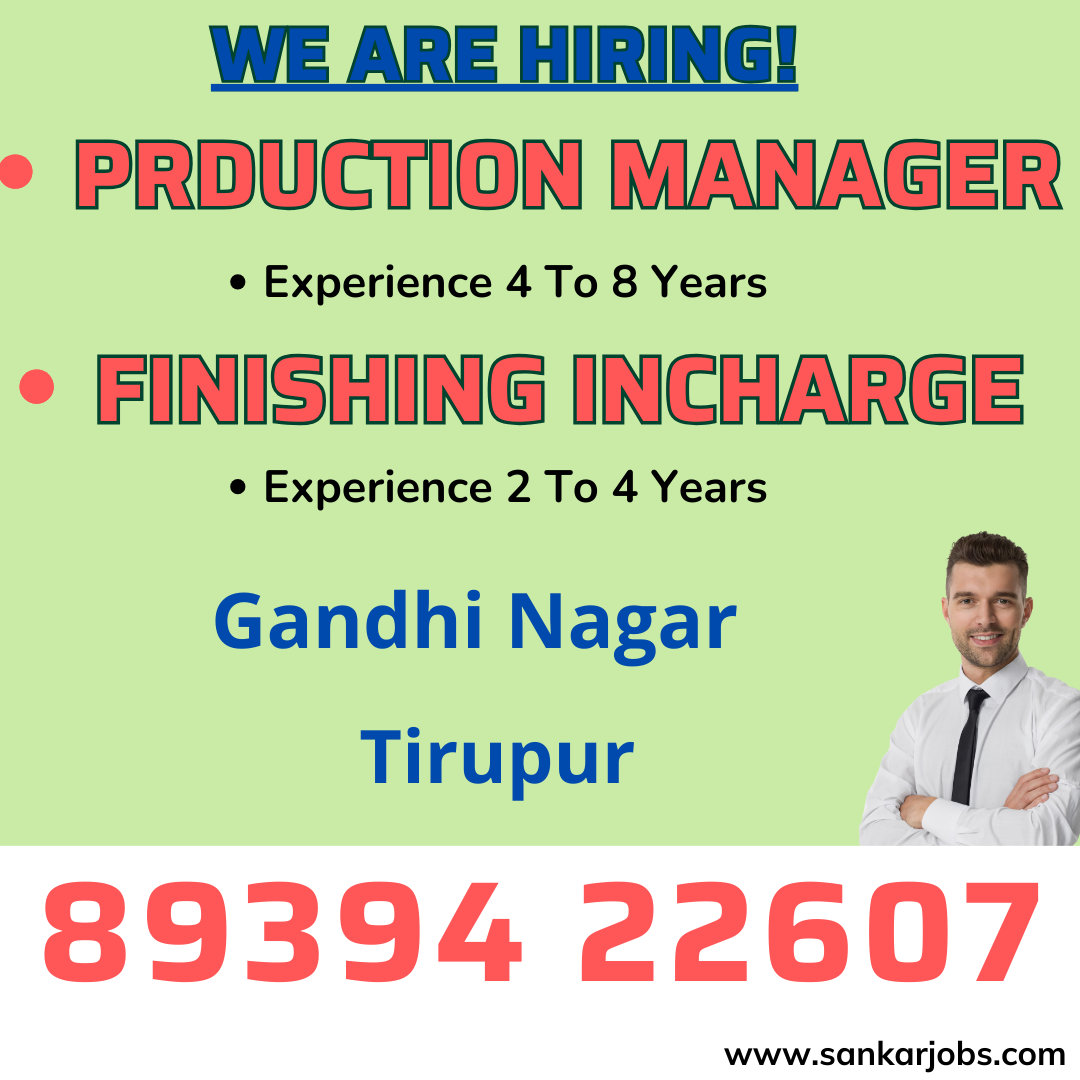 WE ARE HIRING!
• PRDUCTION MANAGER
• Experience 4 To 8 Years
• FINISHING INCHARGE
• Experience 2 To 4 Years
Gandhi Nagar
Tirupur
89394 22607
www.sankarjobs.com